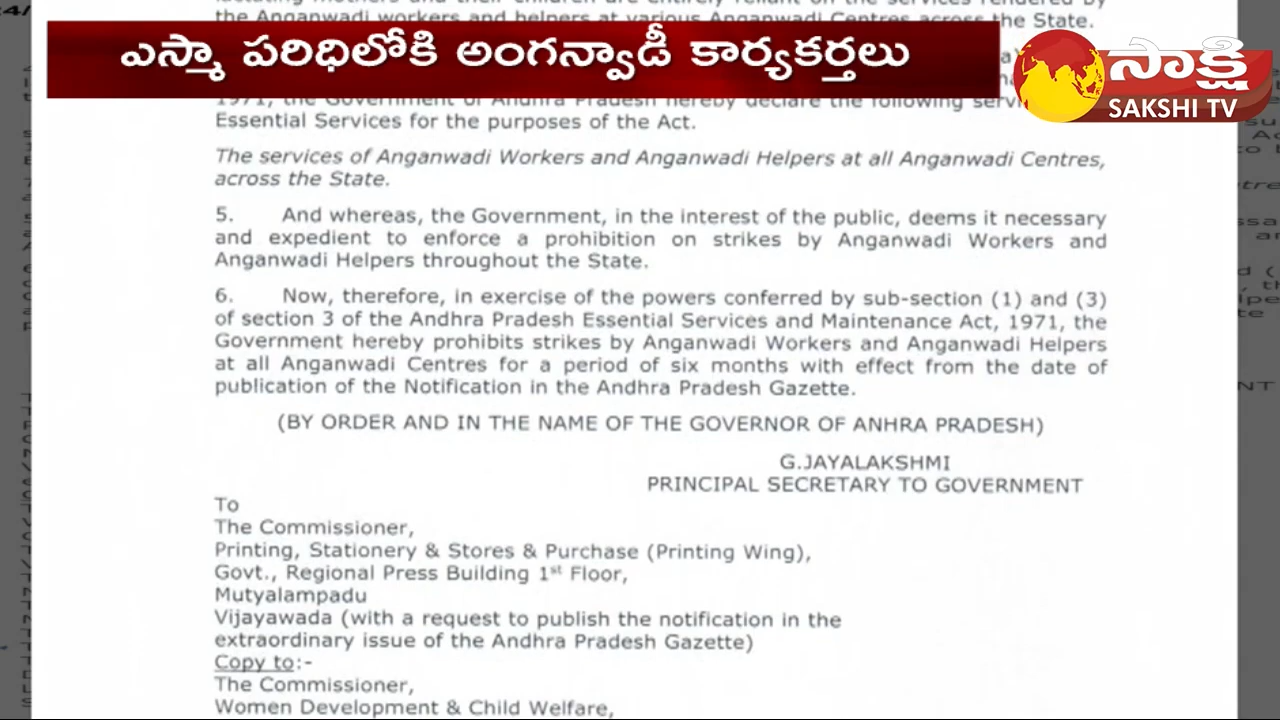 the Anganwadi workers and helpers at various Anganwadi Centres across the State.
ఎస్మా పరిధిలోకి అంగన్వాడీ కార్యకర్తలు
సాక్షి
SAKSHI TV
1971, the Government of Andhra Pradesh hereby declare the following
Essential Services for the purposes of the Act.
The services of Anganwadi Workers and Anganwadi Helpers at all Anganwadi Centres,
across the State.
5. And whereas, the Government, in the interest of the public, deems it necessary
and expedient to enforce a prohibition on strikes by Anganwadi Workers and
Anganwadi Helpers throughout the State.
6. Now, therefore, in exercise of the powers conferred by sub-section (1) and (3)
of section 3 of the Andhra Pradesh Essential Services and Maintenance Act, 1971, the
Government hereby prohibits strikes by Anganwadi Workers and Anganwadi Helpers
at all Anganwadi Centres for a period of six months with effect from the date of
publication of the Notification in the Andhra Pradesh Gazette.
(BY ORDER AND IN THE NAME OF THE GOVERNOR OF ANHRA PRADESH)
G.JAYALAKSHMI
PRINCIPAL SECRETARY TO GOVERNMENT
To
The Commissioner,
Printing, Stationery & Stores & Purchase (Printing Wing),
Govt., Regional Press Building 1st Floor,
Mutyalampadu
Vijayawada (with a request to publish the notification in the
extraordinary issue of the Andhra Pradesh Gazette)
Copy to:-
The Commissioner,
Women Development & Child Welfare,